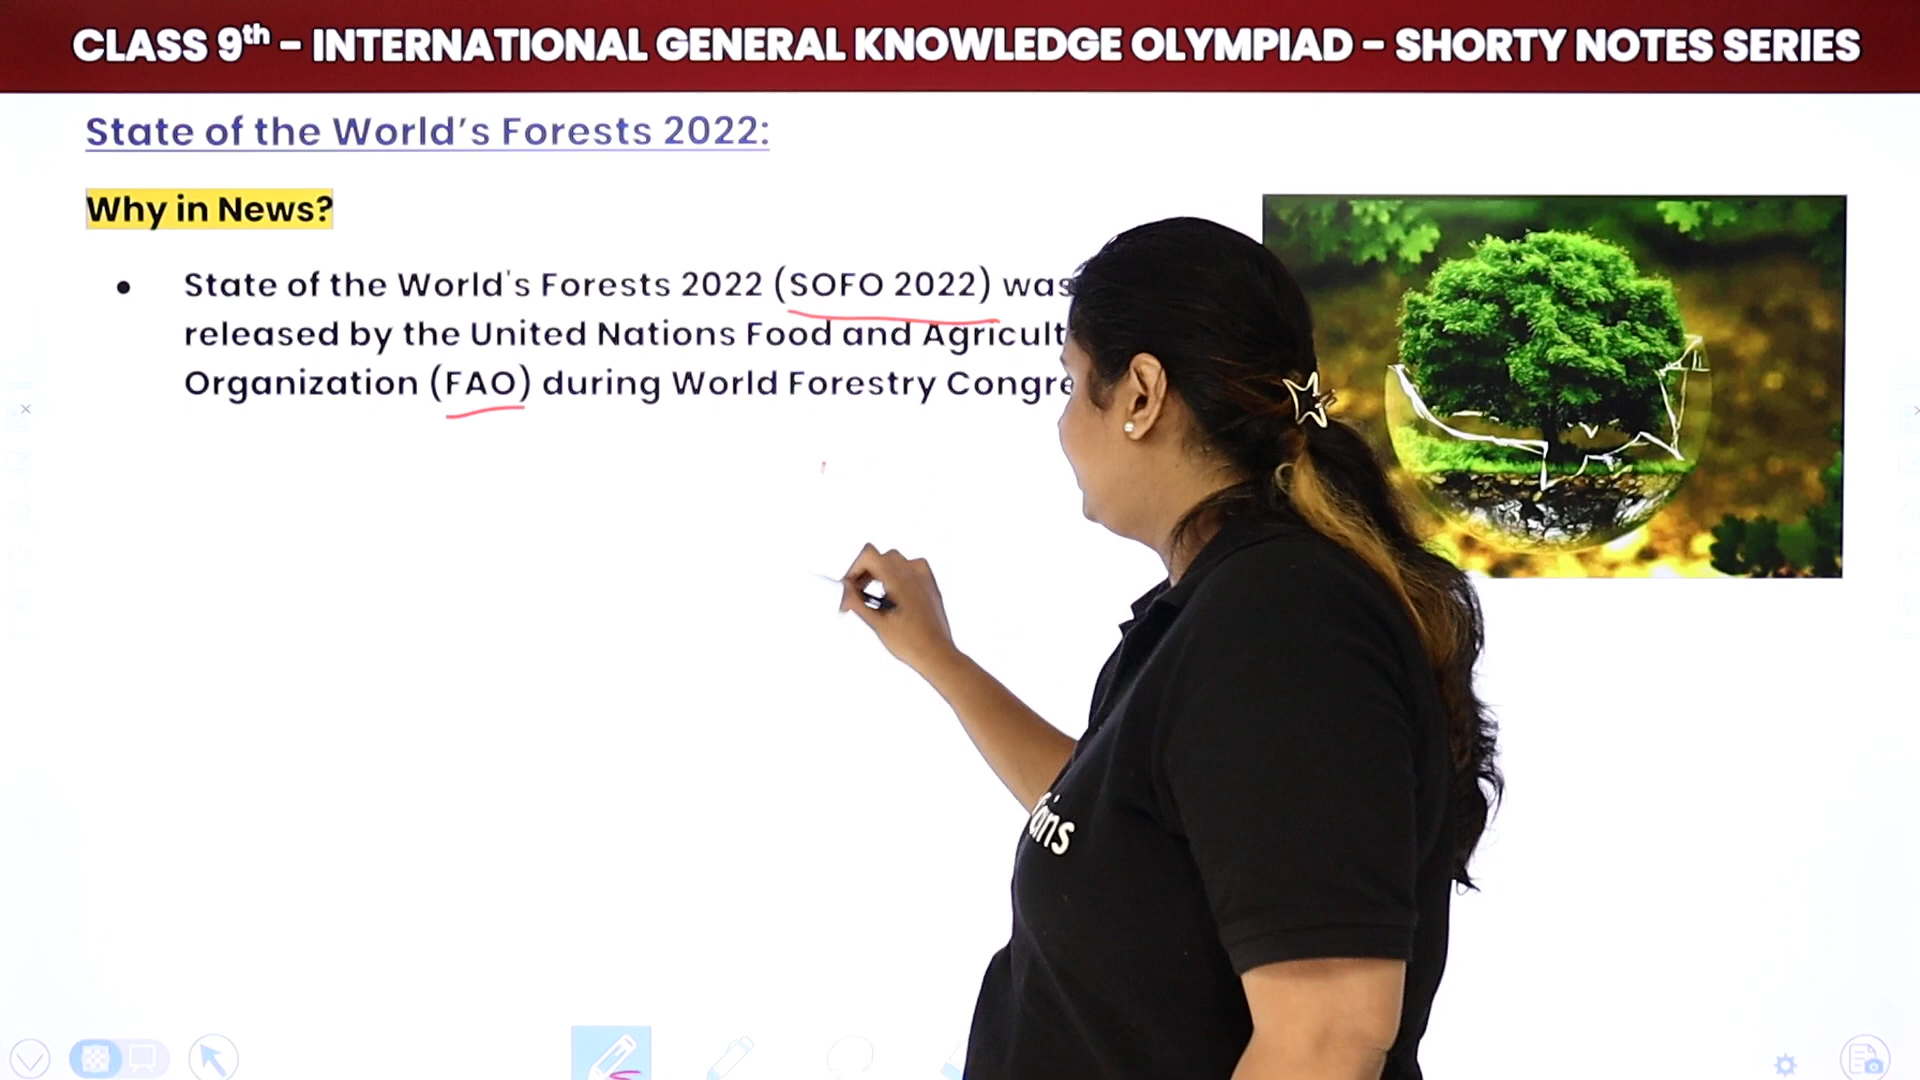 CLASS 9th - INTERNATIONAL GENERAL KNOWLEDGE OLYMPIAD - SHORTY NOTES SERIES
State of the World's Forests 2022:
Why in News?
• State of the World's Forests 2022 (SOFO 2022) was
released by the United Nations Food and
Organization (FAO) during World Forestry